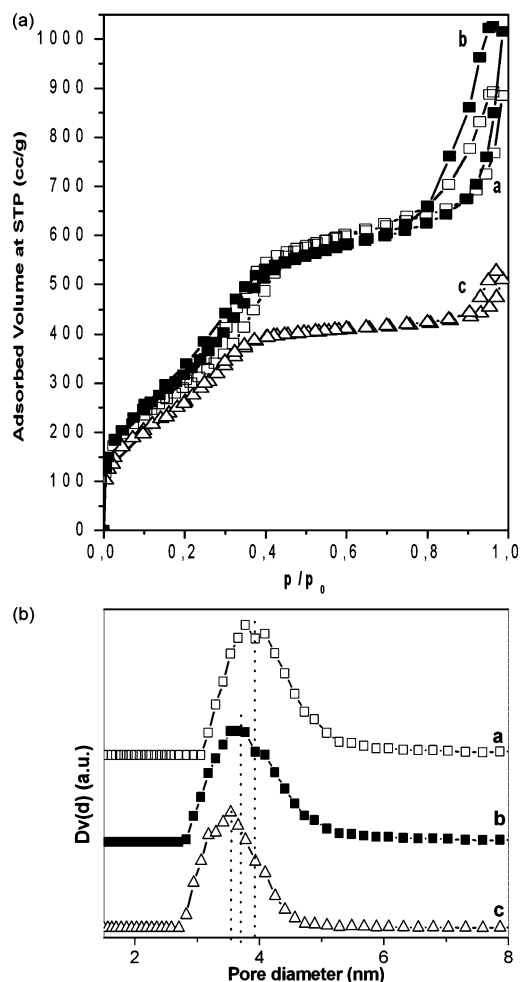 (a)
Adsorbed Volume at STP (cc/g)
1000
900
800
700
600
500
400
300
200
100
0
b
a
c
0,0 0,2 0,4 0,6 0,8 1,0
p/p0
(b)
Dv(d) (a.u.)
a
b
c
2 4 6 8
Pore diameter (nm)